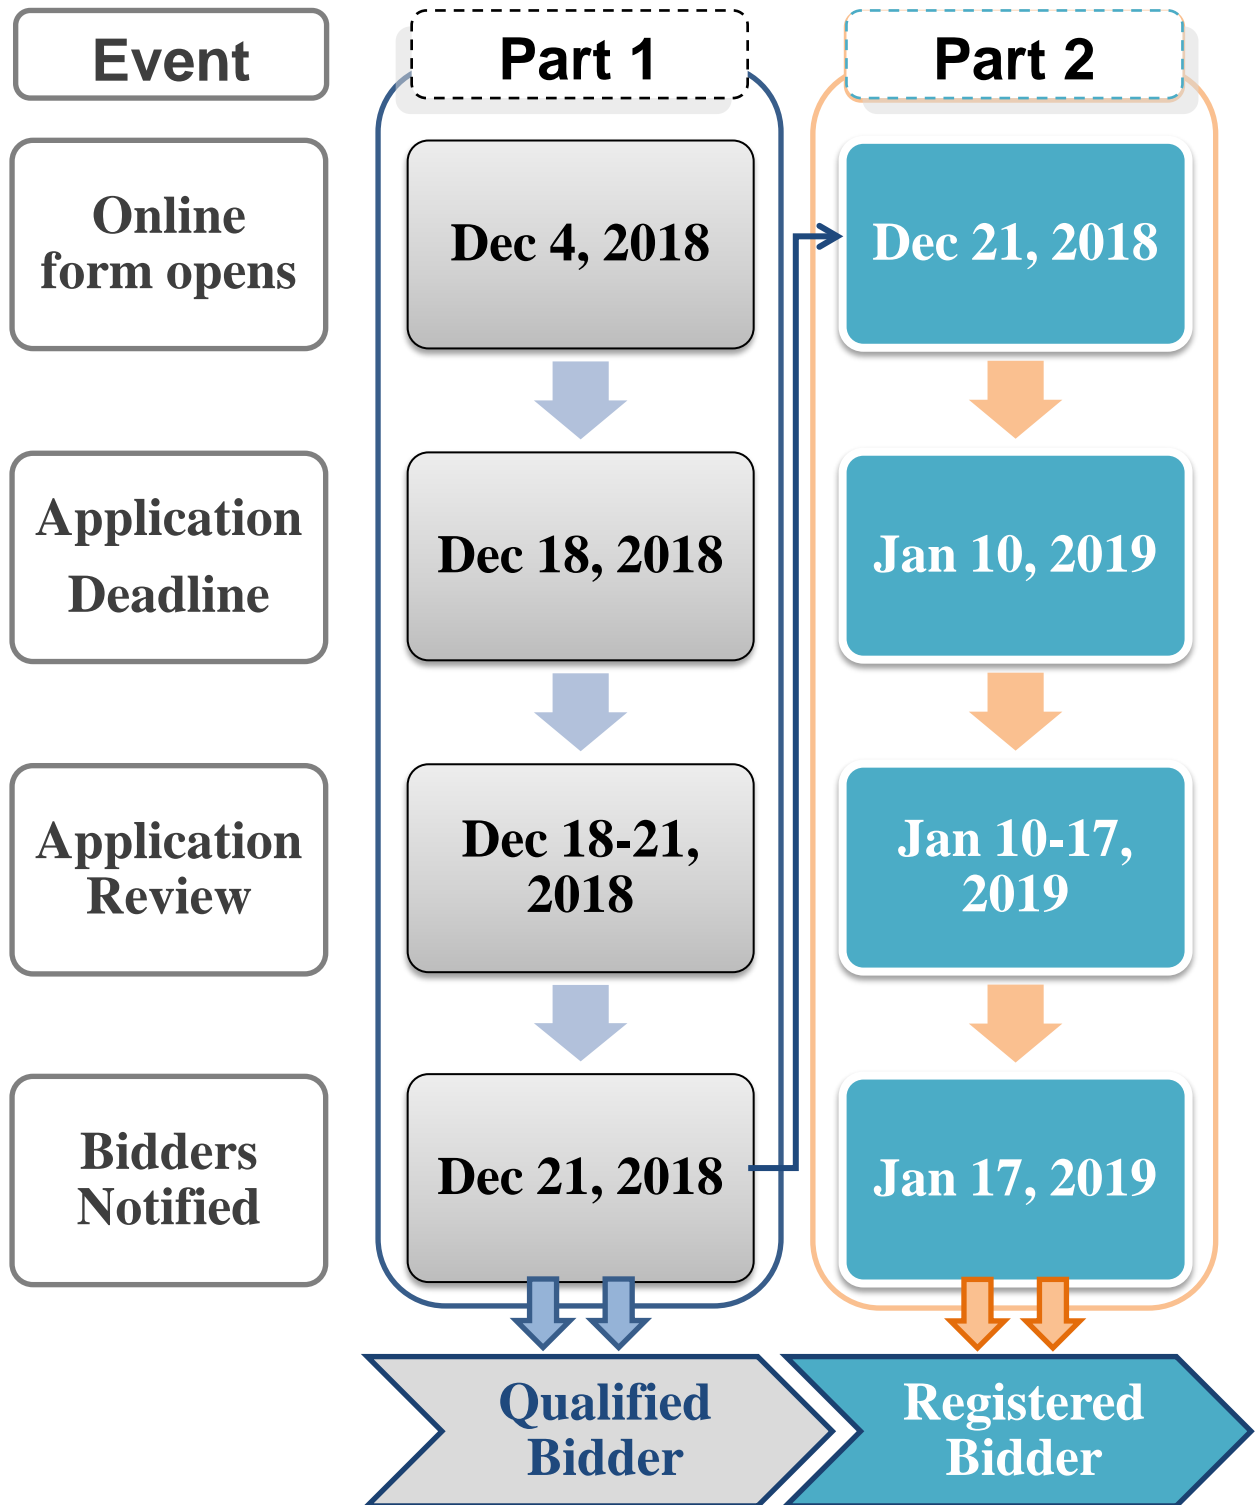 Event
Part 1
Part 2
Online
form opens
Dec 4, 2018
Dec 21, 2018
Application
Deadline
Dec 18, 2018
Jan 10, 2019
Application
Review
Dec 18-21,
2018
Jan 10-17,
2019
Bidders
Notified
Dec 21, 2018
Jan 17, 2019
Qualified
Bidder
Registered
Bidder